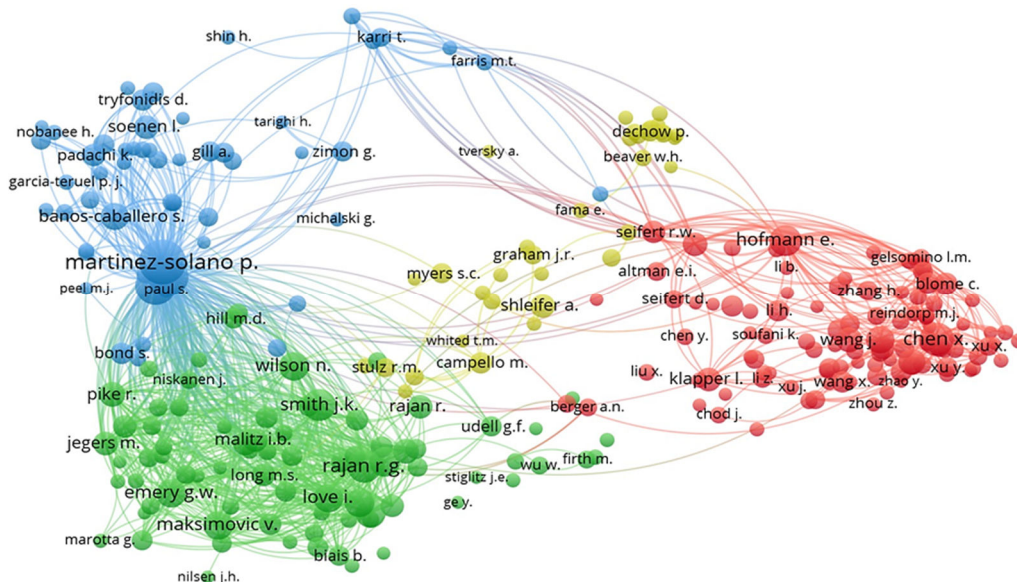 shin h.
karri t.
farris m.t.
tryfonidis d.
soenen l.
nobanee h.
tarighi h.
dechow p.
padachi k.
gill a.
zimon g.
tversky a.
beaver w.h.
garcia-teruel p. j.
banos-caballero s.
michalski g.
fama e.
seifert r.w.
hofmann e.
martinez-solano p.
graham j.r.
gelsomino l.m.
myers s.c.
altman e.i.
li b.
peel m.j.
paul s.
zhang h.
blome c.
shleifer a.
seifert d.
li h.
reindorp m.j.
hill m.d.
chen y.
soufani k.
wang j.
chen x.
xu x.
whited t.m.
bond s.
wilson n.
stulz r.m.
campello m.
niskanen j.
liu x.
klapper l.
li z.
xu j.
wang x.
zhao y.
xu y.
pike r.
smith j.k.
rajan r.
berger a.n.
chod j.
zhou z.
udell g.f.
jegers m.
malitz i.b.
long m.s.
rajan r.g.
wu w.
firth m.
stiglitz j.e.
emery g.w.
love i.
ge y.
maksimovic v.
marotta g.
biais b.
nilsen j.h.